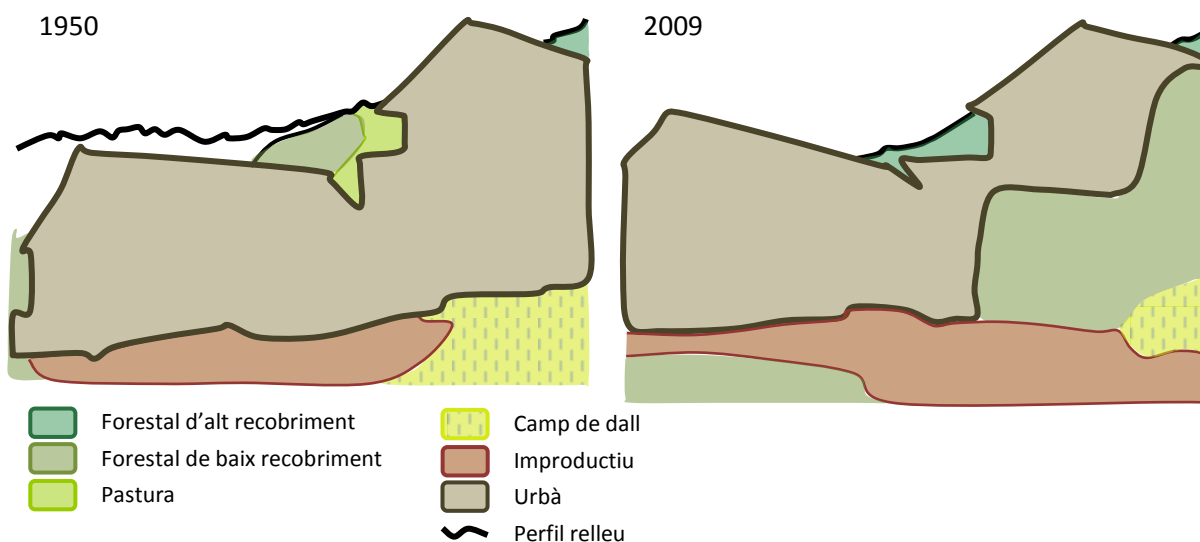 1950
2009
Forestal d'alt recobriment
Forestal de baix recobriment
Pastura
Camp de dall
Improductiu
Urbà
Perfil relleu